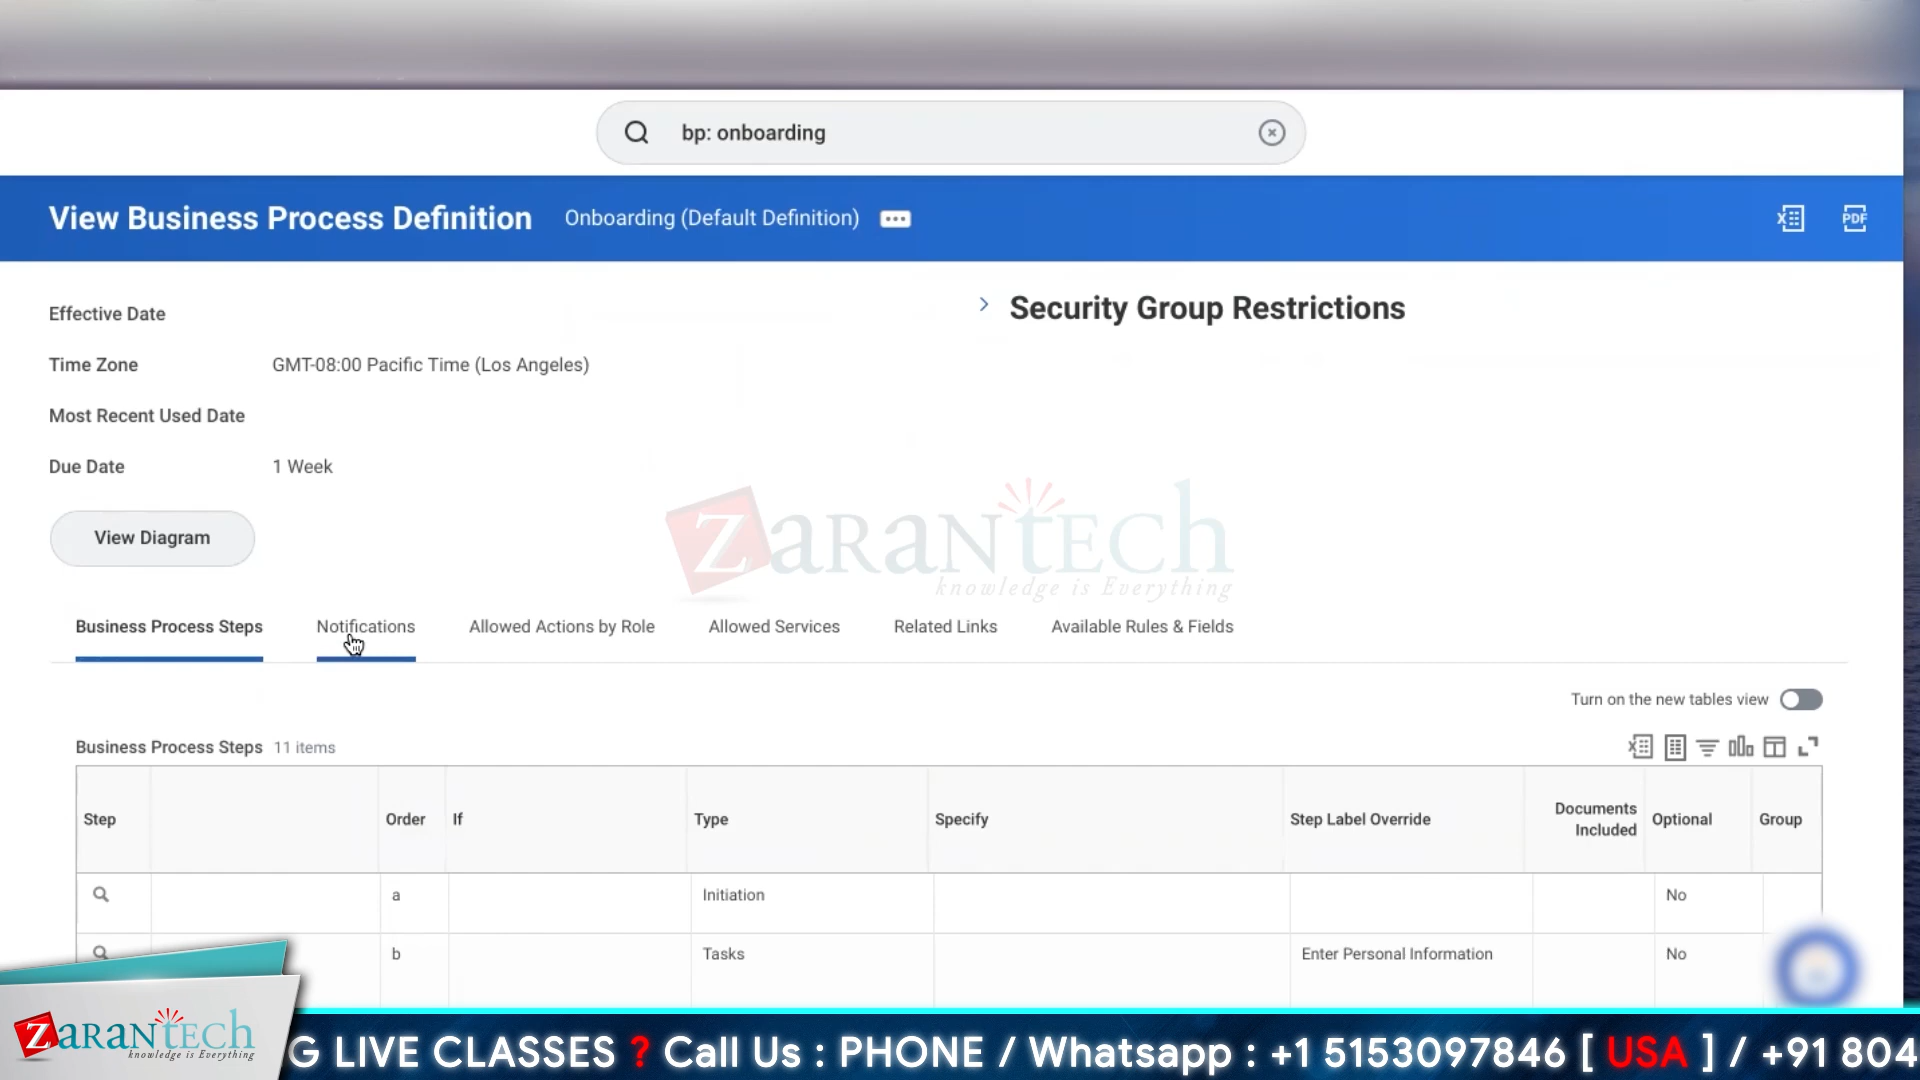 bp: onboarding
View Business Process Definition Onboarding (Default Definition)
PDF
Effective Date
Security Group Restrictions
Time Zone GMT-08:00 Pacific Time (Los Angeles)
Most Recent Used Date
Due Date 1 Week
View Diagram
ZARANTECH
knowledge is Everything
Business Process Steps Notifications Allowed Actions by Role Allowed Services Related Links Available Rules & Fields
Turn on the new tables view
Business Process Steps 11 items
Step Order If Type Specify Step Label Override Documents Included Optional Group
a Initiation No
b Tasks Enter Personal Information No
ZARANTECH
knowledge is Everything
G LIVE CLASSES ? Call Us : PHONE / Whatsapp : +1 5153097846 [ USA ] / +91 804